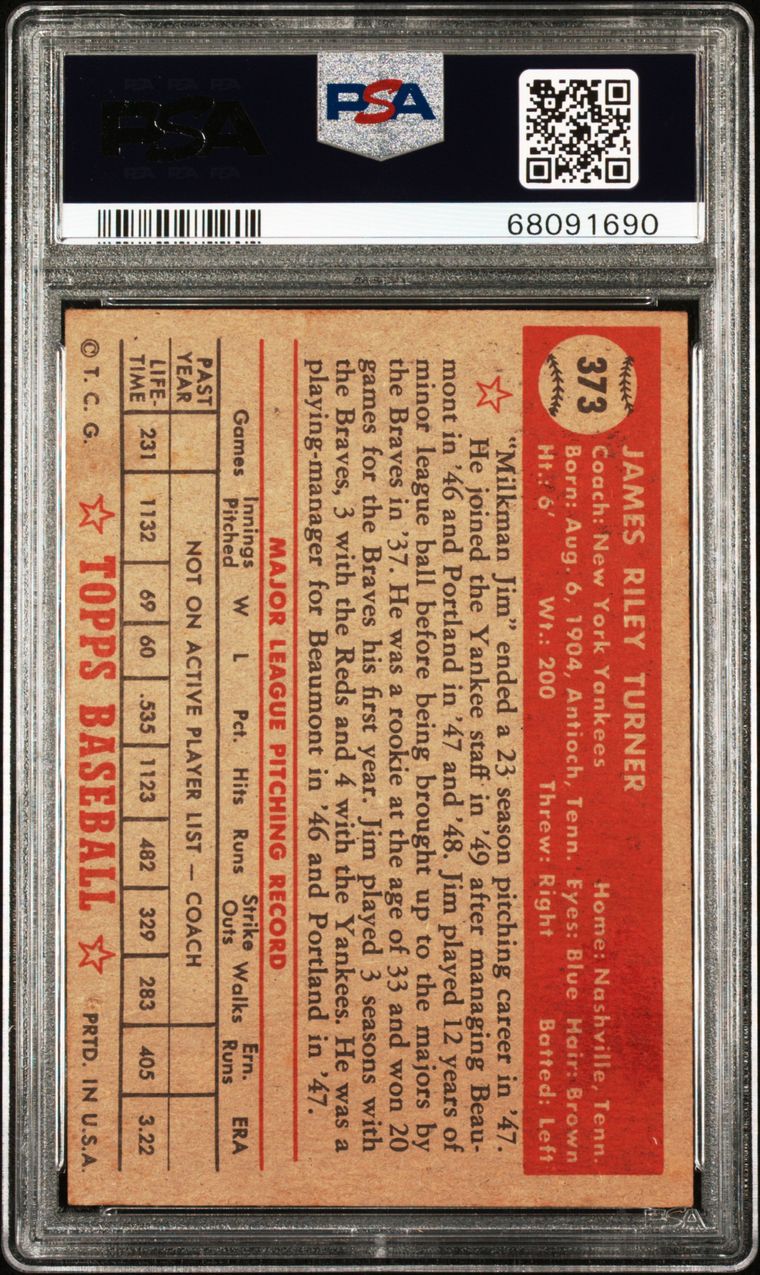 PSA
PSA
68091690
373
JAMES RILEY TURNER
Coach: New York Yankees Home: Nashville, Tenn.
Born: Aug. 6, 1904, Antioch, Tenn. Eyes: Blue Hair: Brown
Ht.: 6' Wt.: 200 Threw: Right Batted: Left
"Milkman Jim" ended a 23 season pitching career in '47.
He joined the Yankee staff in '49 after managing Beau-
mont in '46 and Portland in '47 and '48. Jim played 12 years of
minor league ball before being brought up to the majors by
the Braves in '37. He was a rookie at the age of 33 and won 20
games for the Braves his first year. Jim played 3 seasons with
the Braves, 3 with the Reds and 4 with the Yankees. He was a
playing-manager for Beaumont in '46 and Portland in '47.
MAJOR LEAGUE PITCHING RECORD
Games Innings Pitched W L Pct. Hits Runs Strike Outs Walks Ern. Runs ERA
PAST YEAR NOT ON ACTIVE PLAYER LIST — COACH
LIFE-TIME 231 1132 69 60 .535 1123 482 329 283 405 3.22
© T. C. G. TOPPS BASEBALL PRTD. IN U.S.A.
PSA